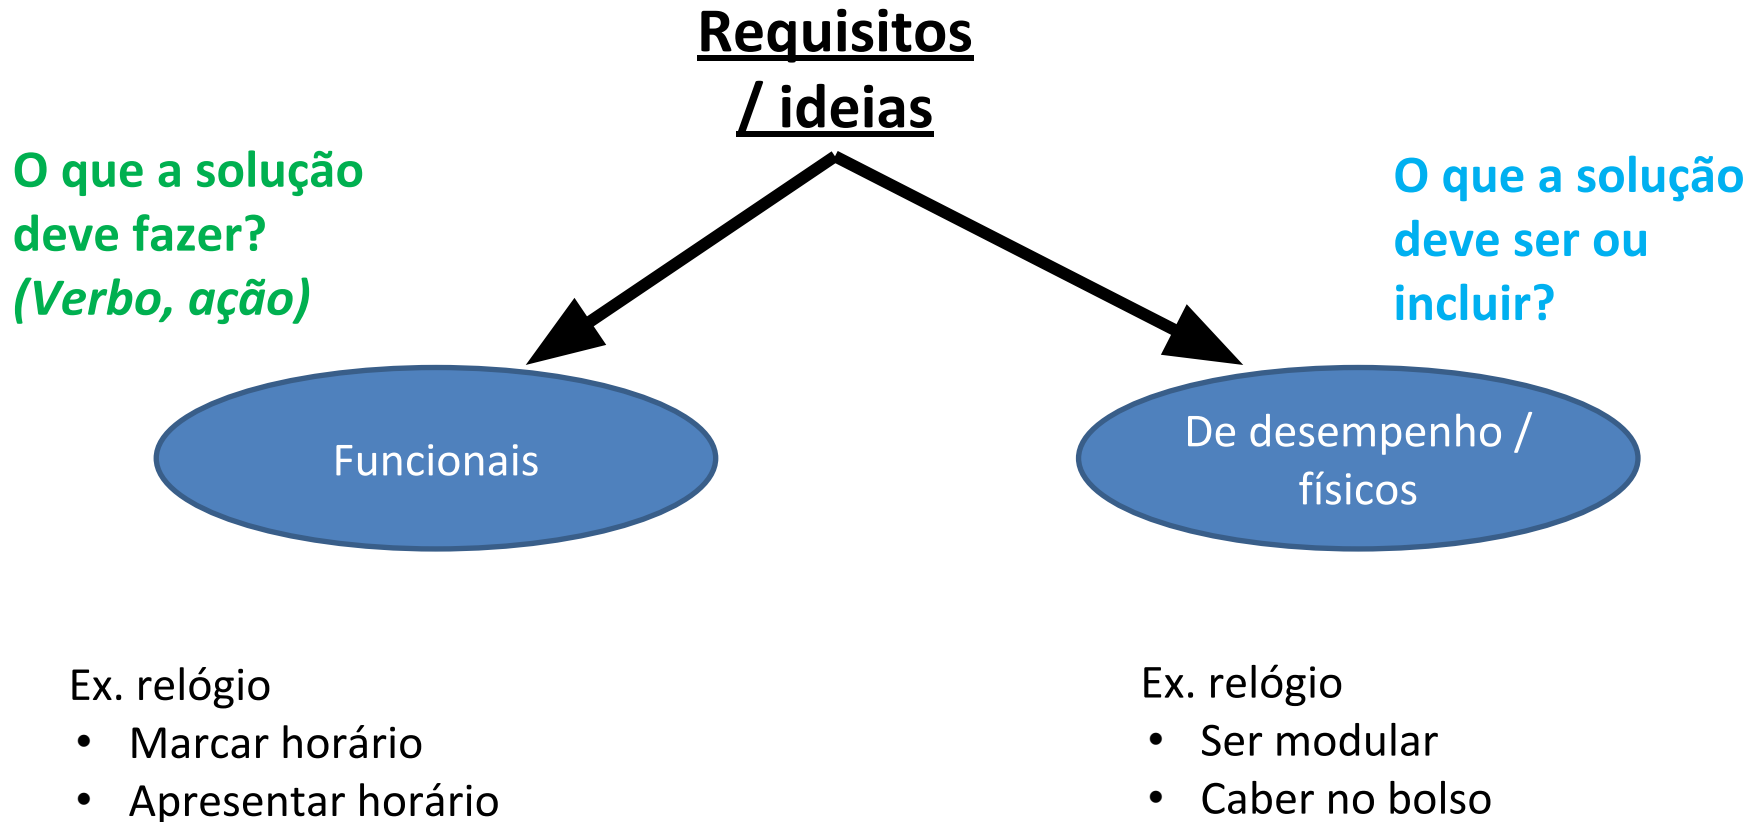 Requisitos
/ ideias
O que a solução
deve fazer?
(Verbo, ação)
O que a solução
deve ser ou
incluir?
Funcionais
De desempenho /
físicos
Ex. relógio
• Marcar horário
• Apresentar horário
Ex. relógio
• Ser modular
• Caber no bolso